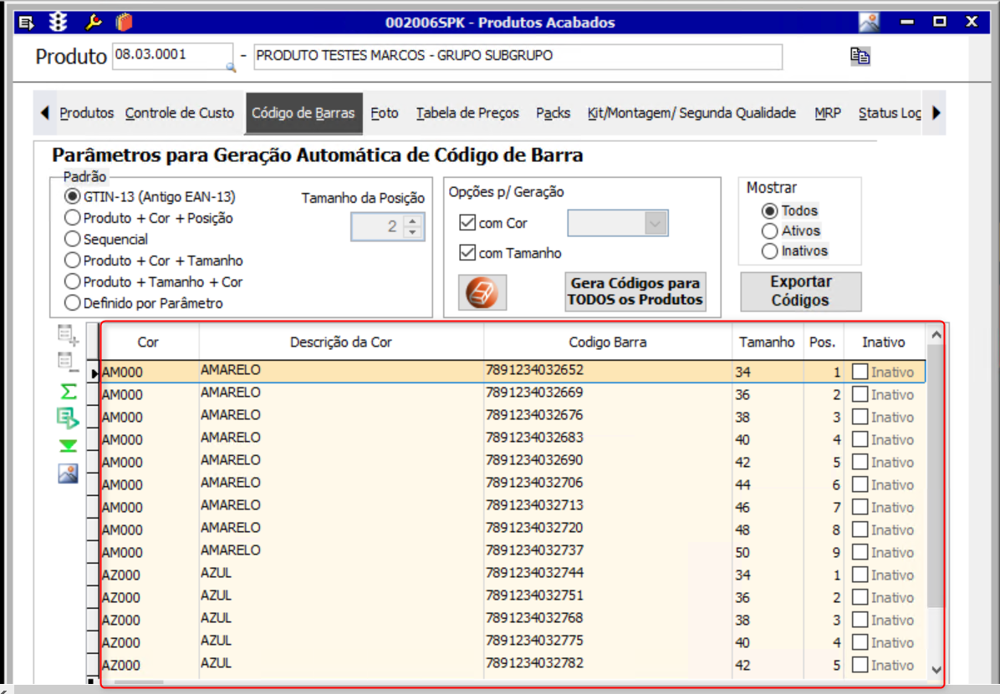 002006SPK - Produtos Acabados
Produto 08.03.0001 - PRODUTO TESTES MARCOS - GRUPO SUBGRUPO
Produtos Controle de Custo Código de Barras Foto Tabela de Preços Packs Kit/Montagem/ Segunda Qualidade MRP Status Log
Parâmetros para Geração Automática de Código de Barra
Padrão
GTIN-13 (Antigo EAN-13)
Produto + Cor + Posição
Sequencial
Produto + Cor + Tamanho
Produto + Tamanho + Cor
Definido por Parâmetro
Tamanho da Posição
2
Opções p/ Geração
com Cor
com Tamanho
Gera Códigos para
TODOS os Produtos
Mostrar
Todos
Ativos
Inativos
Exportar
Códigos
Cor Descrição da Cor Codigo Barra Tamanho Pos. Inativo
AM000 AMARELO 7891234032652 34 1 Inativo
AM000 AMARELO 7891234032669 36 2 Inativo
AM000 AMARELO 7891234032676 38 3 Inativo
AM000 AMARELO 7891234032683 40 4 Inativo
AM000 AMARELO 7891234032690 42 5 Inativo
AM000 AMARELO 7891234032706 44 6 Inativo
AM000 AMARELO 7891234032713 46 7 Inativo
AM000 AMARELO 7891234032720 48 8 Inativo
AM000 AMARELO 7891234032737 50 9 Inativo
AZ000 AZUL 7891234032744 34 1 Inativo
AZ000 AZUL 7891234032751 36 2 Inativo
AZ000 AZUL 7891234032768 38 3 Inativo
AZ000 AZUL 7891234032775 40 4 Inativo
AZ000 AZUL 7891234032782 42 5 Inativo